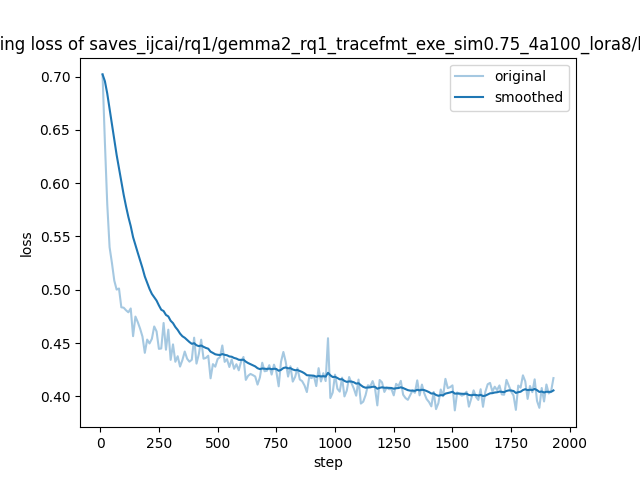 ing loss of saves_ijcai/rq1/gemma2_rq1_tracefmt_exe_sim0.75_4a100_lora8/l
original
smoothed
0.70
0.65
0.60
0.55
0.50
0.45
0.40
loss
0 250 500 750 1000 1250 1500 1750 2000
step